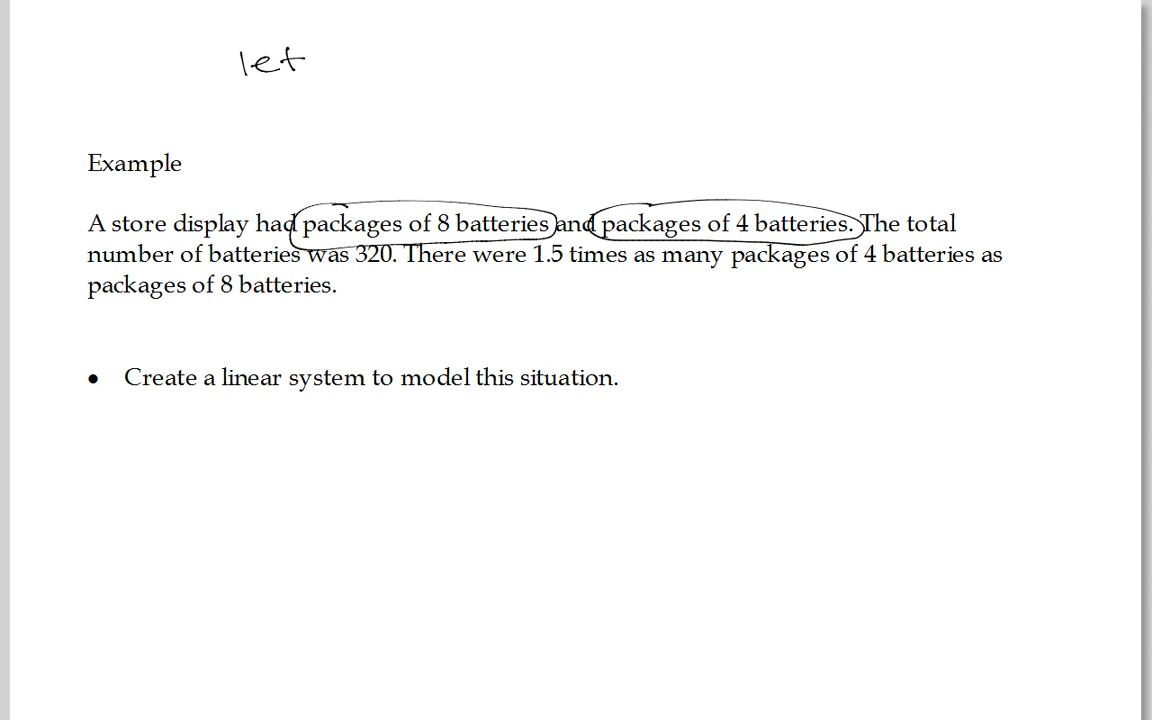 let
Example
A store display had packages of 8 batteries and packages of 4 batteries. The total
number of batteries was 320. There were 1.5 times as many packages of 4 batteries as
packages of 8 batteries.
• Create a linear system to model this situation.